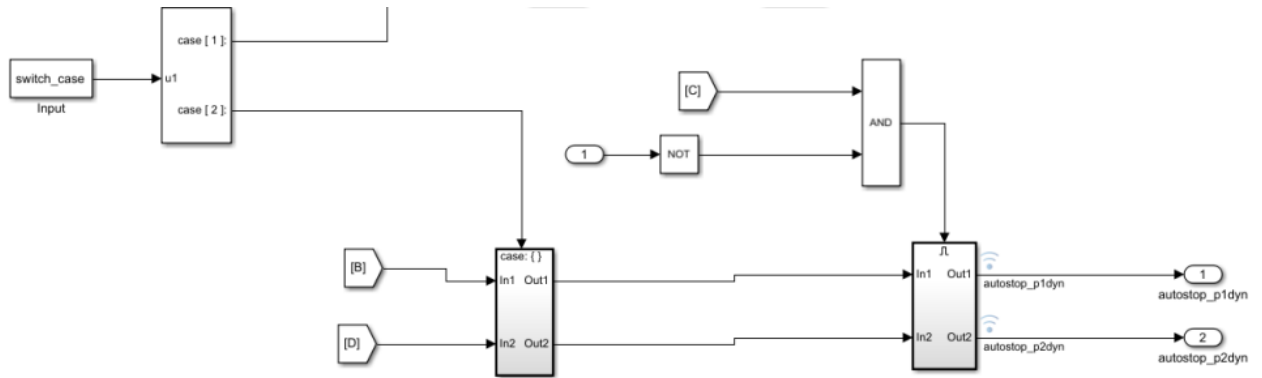 case [ 1 ]:
switch_case
u1
Input
case [ 2 ]:
[C]
AND
1
NOT
case: { }
[B]
In1 Out1
In1 Out1
autostop_p1dyn
1
autostop_p1dyn
[D]
In2 Out2
In2 Out2
autostop_p2dyn
2
autostop_p2dyn